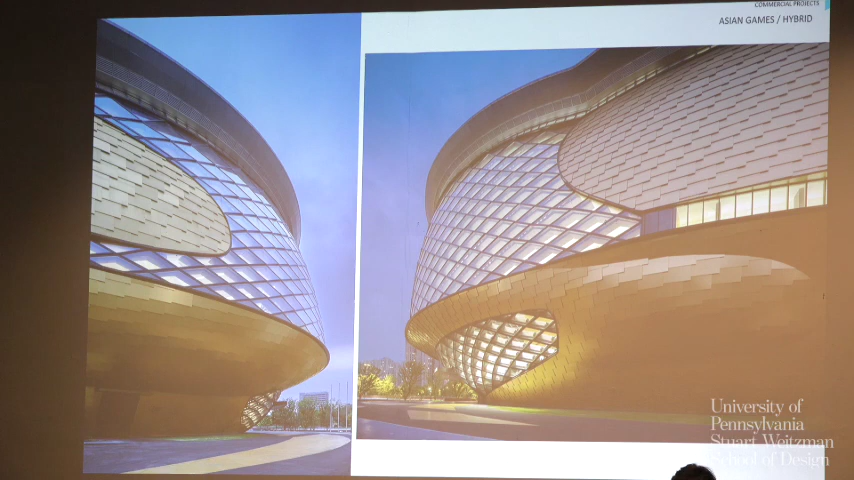 COMMERCIAL PROJECTS
ASIAN GAMES / HYBRID
University of
Pennsylvania
Stuart Weitzman
School of Design